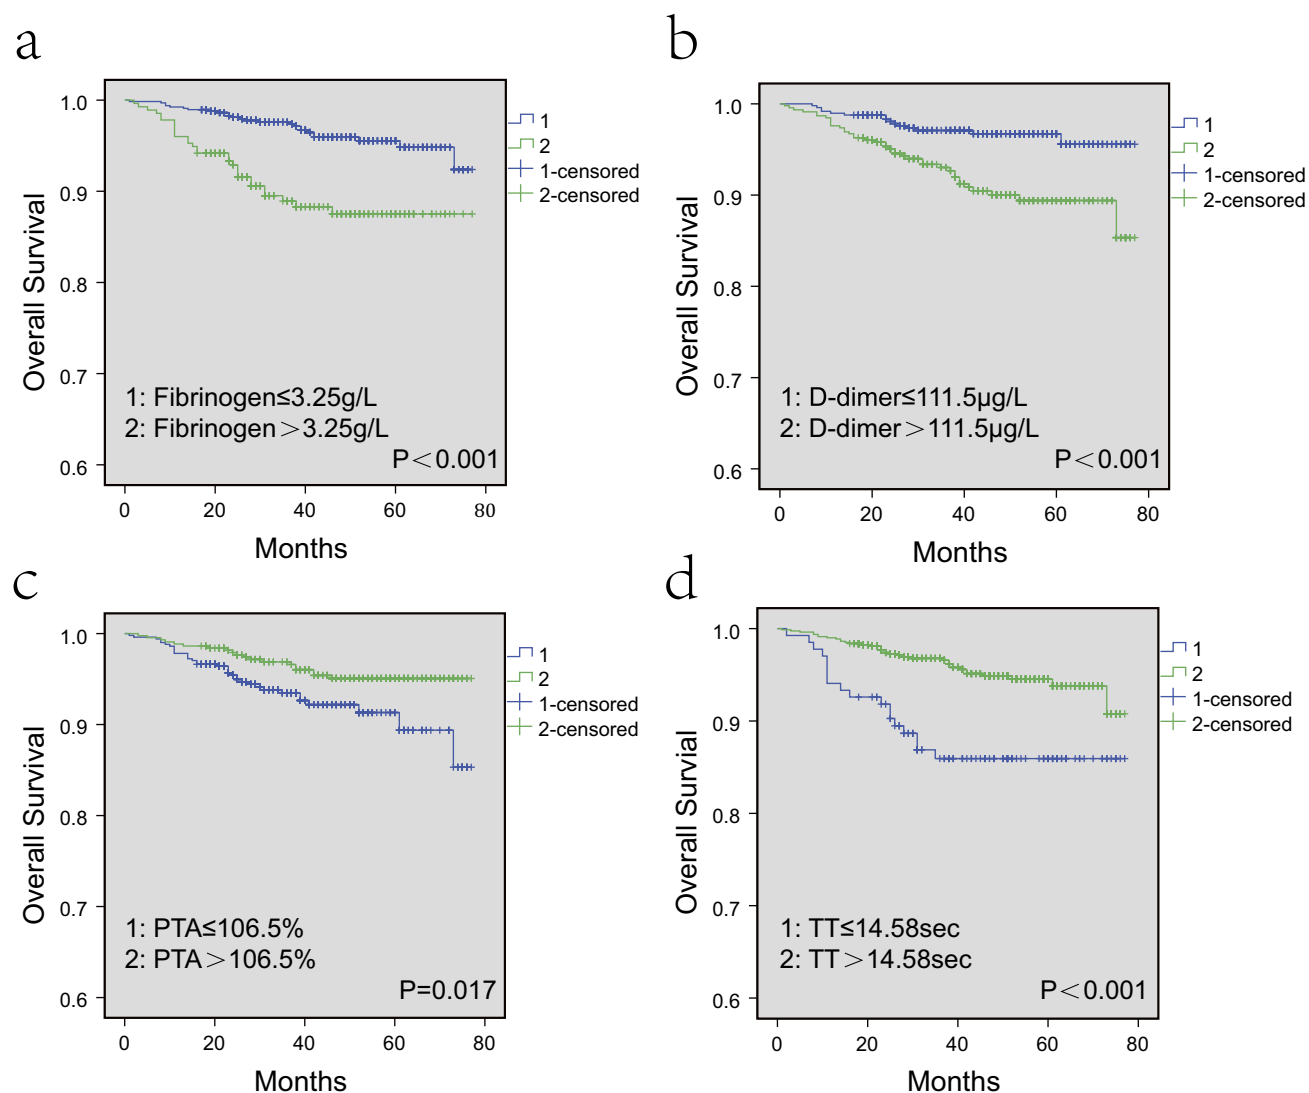 a
1.0
0.9
0.8
0.7
0.6
Overall Survival
1: Fibrinogen≤3.25g/L
2: Fibrinogen＞3.25g/L
P＜0.001
0 20 40 60 80
Months
1
2
1-censored
2-censored
b
1.0
0.9
0.8
0.7
0.6
Overall Survival
1: D-dimer≤111.5μg/L
2: D-dimer＞111.5μg/L
P＜0.001
0 20 40 60 80
Months
1
2
1-censored
2-censored
c
1.0
0.9
0.8
0.7
0.6
Overall Survival
1: PTA≤106.5%
2: PTA＞106.5%
P=0.017
0 20 40 60 80
Months
1
2
1-censored
2-censored
d
1.0
0.9
0.8
0.7
0.6
Overall Survial
1: TT≤14.58sec
2: TT＞14.58sec
P＜0.001
0 20 40 60 80
Months
1
2
1-censored
2-censored